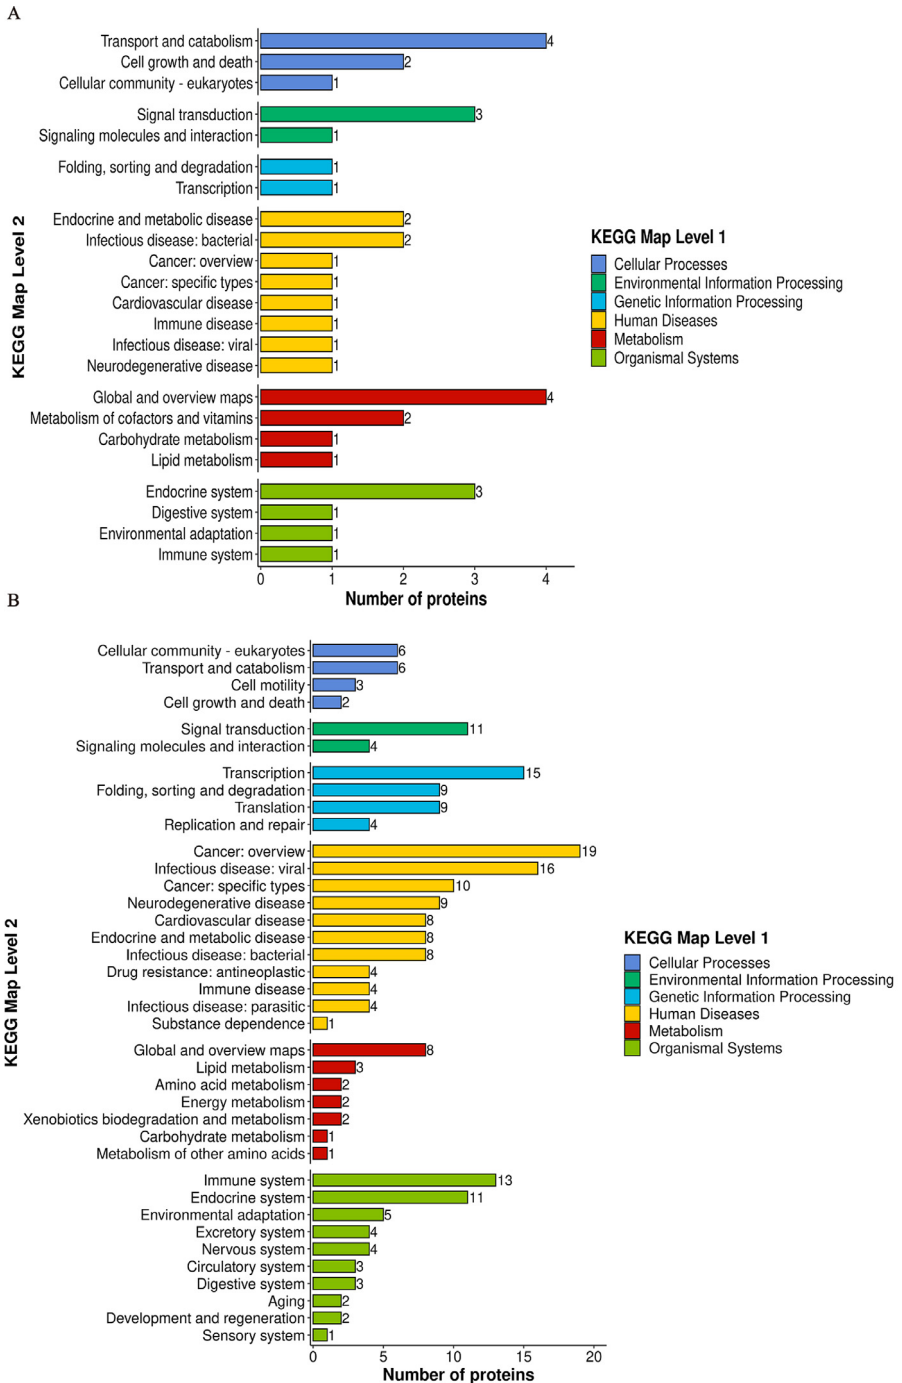 A
Transport and catabolism 4
Cell growth and death 2
Cellular community - eukaryotes 1
Signal transduction 3
Signaling molecules and interaction 1
Folding, sorting and degradation 1
Transcription 1
Endocrine and metabolic disease 2
Infectious disease: bacterial 2
Cancer: overview 1
Cancer: specific types 1
Cardiovascular disease 1
Immune disease 1
Infectious disease: viral 1
Neurodegenerative disease 1
Global and overview maps 4
Metabolism of cofactors and vitamins 2
Carbohydrate metabolism 1
Lipid metabolism 1
Endocrine system 3
Digestive system 1
Environmental adaptation 1
Immune system 1
0 1 2 3 4
Number of proteins
KEGG Map Level 2
KEGG Map Level 1
Cellular Processes
Environmental Information Processing
Genetic Information Processing
Human Diseases
Metabolism
Organismal Systems
B
Cellular community - eukaryotes 6
Transport and catabolism 6
Cell motility 3
Cell growth and death 2
Signal transduction 11
Signaling molecules and interaction 4
Transcription 15
Folding, sorting and degradation 9
Translation 9
Replication and repair 4
Cancer: overview 19
Infectious disease: viral 16
Cancer: specific types 10
Neurodegenerative disease 9
Cardiovascular disease 8
Endocrine and metabolic disease 8
Infectious disease: bacterial 8
Drug resistance: antineoplastic 4
Immune disease 4
Infectious disease: parasitic 4
Substance dependence 1
Global and overview maps 8
Lipid metabolism 3
Amino acid metabolism 2
Energy metabolism 2
Xenobiotics biodegradation and metabolism 2
Carbohydrate metabolism 1
Metabolism of other amino acids 1
Immune system 13
Endocrine system 11
Environmental adaptation 5
Excretory system 4
Nervous system 4
Circulatory system 3
Digestive system 3
Aging 2
Development and regeneration 2
Sensory system 1
0 5 10 15 20
Number of proteins
KEGG Map Level 2
KEGG Map Level 1
Cellular Processes
Environmental Information Processing
Genetic Information Processing
Human Diseases
Metabolism
Organismal Systems